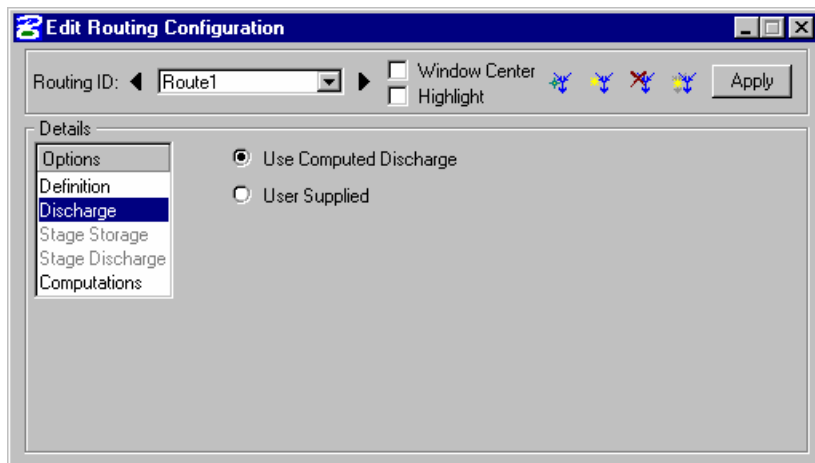 Edit Routing Configuration
Routing ID: Route1
Window Center
Highlight
Apply
Details
Options
Definition
Discharge
Stage Storage
Stage Discharge
Computations
Use Computed Discharge
User Supplied